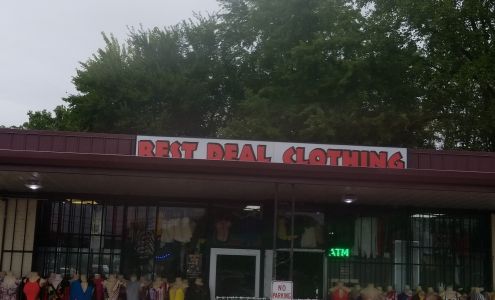 BEST DEAL CLOTHING
ATM
NO
PARKING